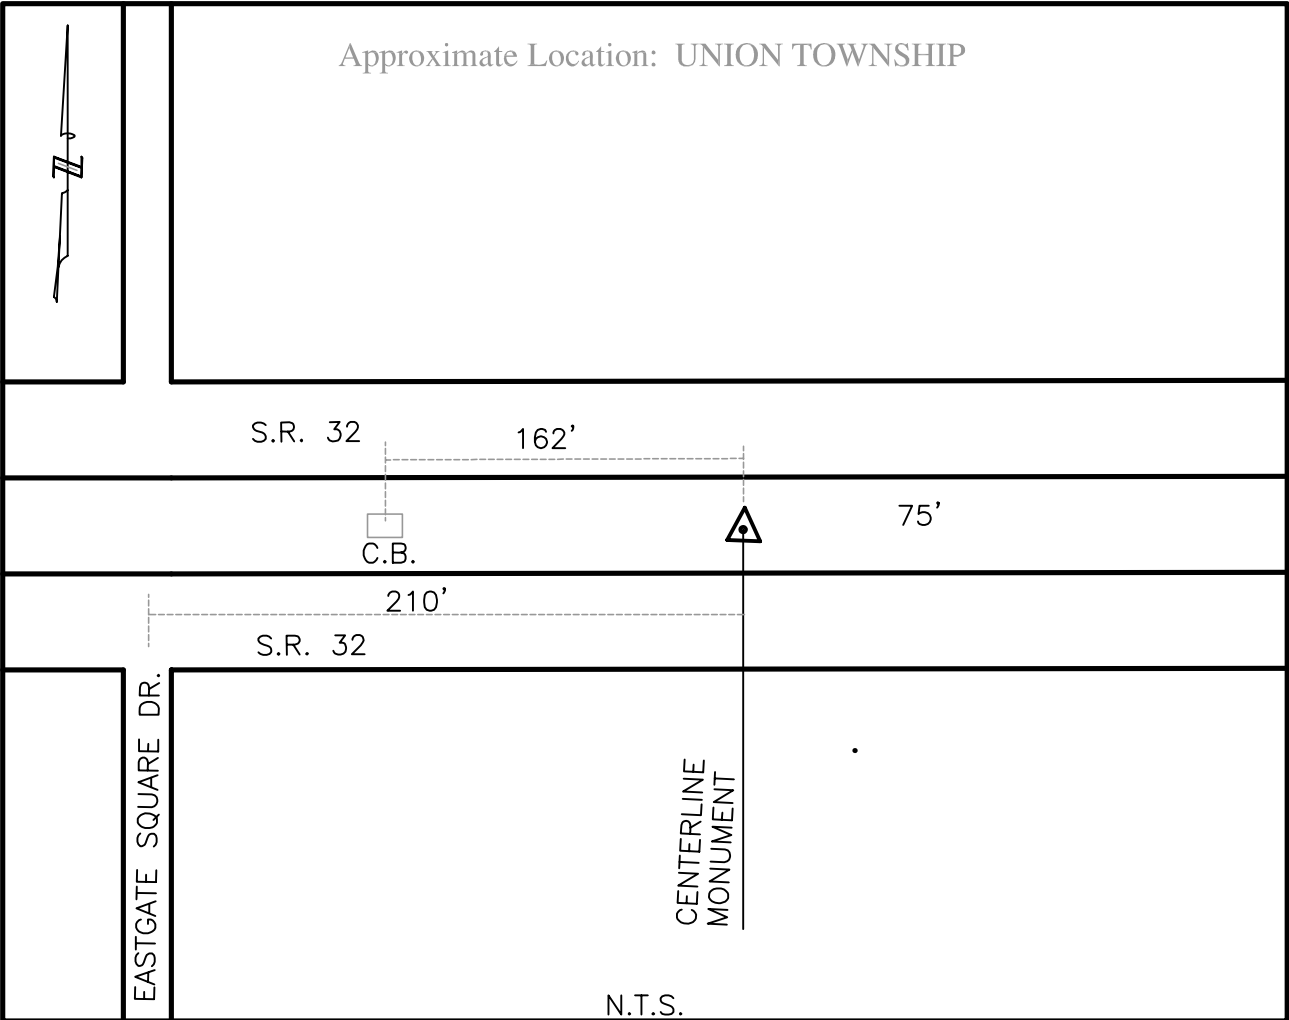 Approximate Location: UNION TOWNSHIP
N
S.R. 32
162'
75'
C.B.
210'
S.R. 32
EASTGATE SQUARE DR.
CENTERLINE
MONUMENT
N.T.S.